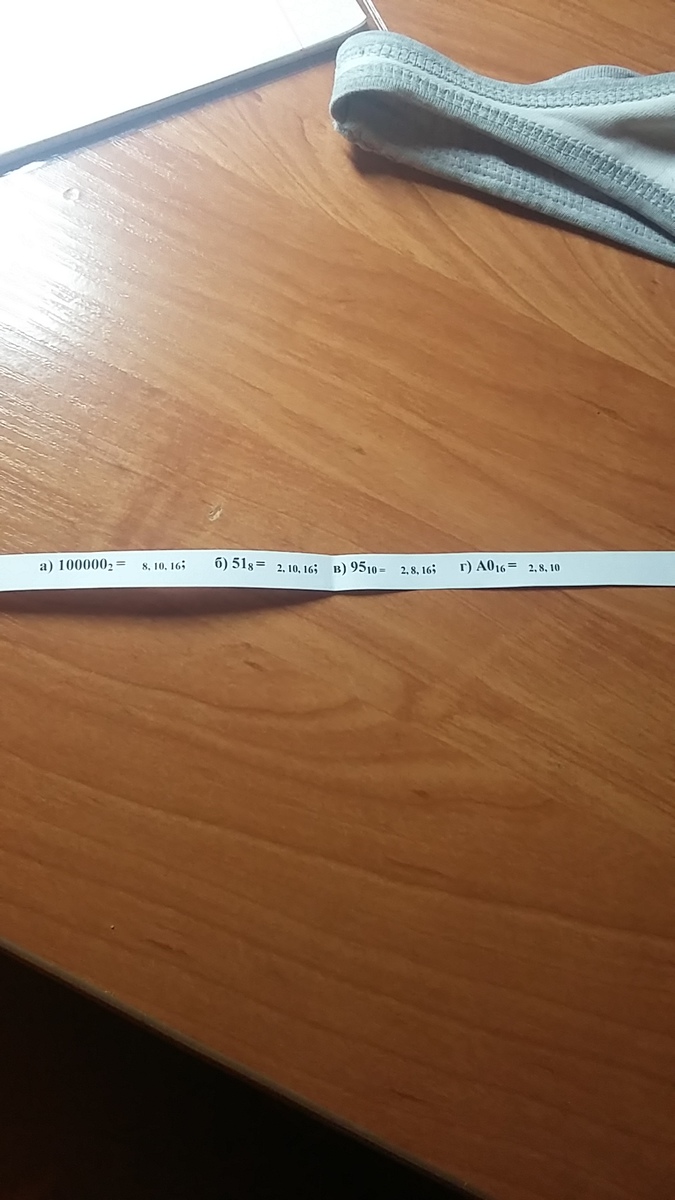 а) 100000₂ = 8, 10, 16; б) 51₈ = 2, 10, 16; в) 95₁₀ = 2, 8, 16; г) A0₁₆ = 2, 8, 10